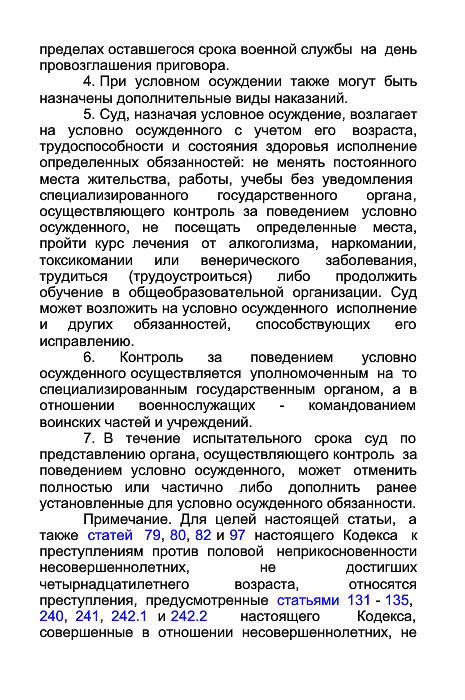 пределах оставшегося срока военной службы на день
провозглашения приговора.
4. При условном осуждении также могут быть
назначены дополнительные виды наказаний.
5. Суд, назначая условное осуждение, возлагает
на условно осужденного с учетом его возраста,
трудоспособности и состояния здоровья исполнение
определенных обязанностей: не менять постоянного
места жительства, работы, учебы без уведомления
специализированного государственного органа,
осуществляющего контроль за поведением условно
осужденного, не посещать определенные места,
пройти курс лечения от алкоголизма, наркомании,
токсикомании или венерического заболевания,
трудиться (трудоустроиться) либо продолжить
обучение в общеобразовательной организации. Суд
может возложить на условно осужденного исполнение
и других обязанностей, способствующих его
исправлению.
6. Контроль за поведением условно
осужденного осуществляется уполномоченным на то
специализированным государственным органом, а в
отношении военнослужащих - командованием
воинских частей и учреждений.
7. В течение испытательного срока суд по
представлению органа, осуществляющего контроль за
поведением условно осужденного, может отменить
полностью или частично либо дополнить ранее
установленные для условно осужденного обязанности.
Примечание. Для целей настоящей статьи, а
также статей 79, 80, 82 и 97 настоящего Кодекса к
преступлениям против половой неприкосновенности
несовершеннолетних, не достигших
четырнадцатилетнего возраста, относятся
преступления, предусмотренные статьями 131 - 135,
240, 241, 242.1 и 242.2 настоящего Кодекса,
совершенные в отношении несовершеннолетних, не